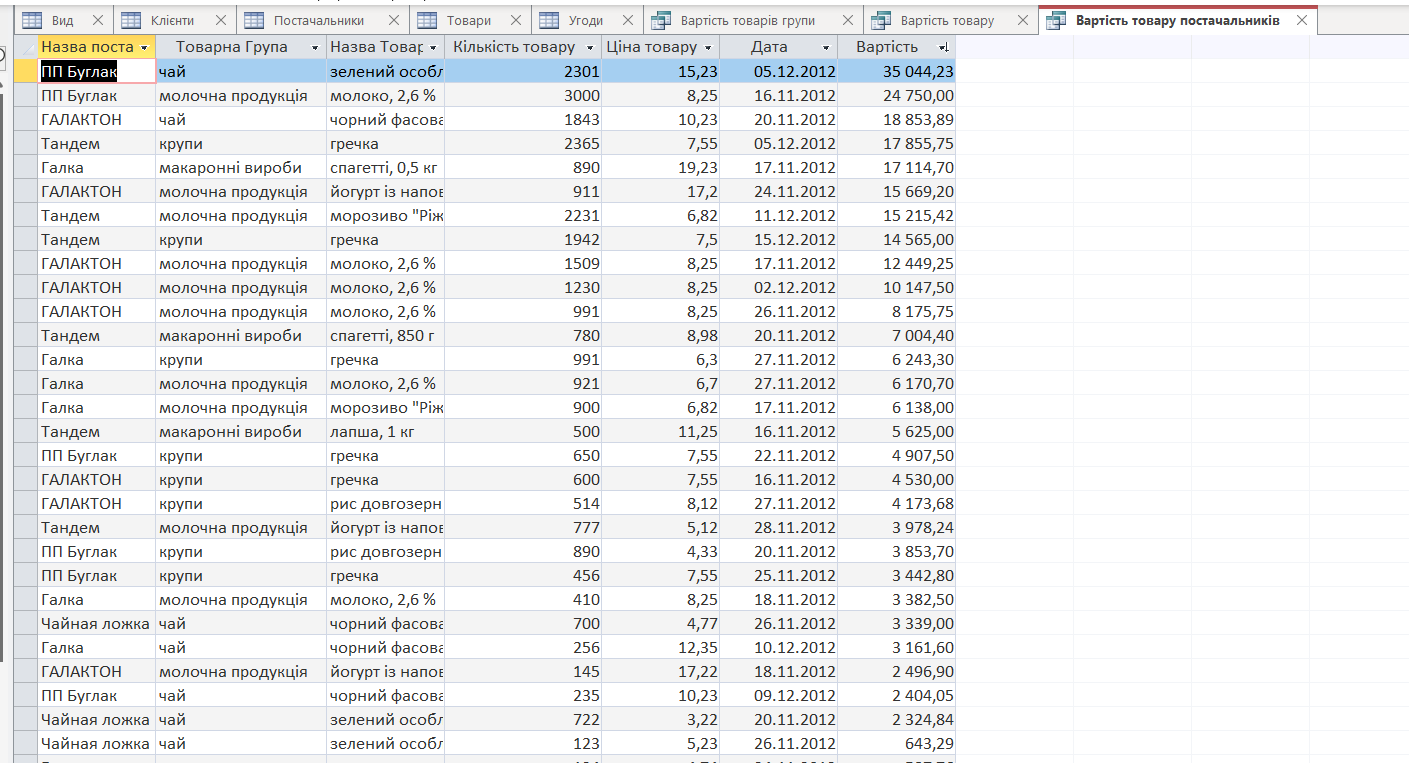 Вид Клієнти Постачальники Товари Угоди Вартість товарів групи Вартість товару Вартість товару постачальників
Назва поста Товарна Група Назва Товар Кількість товару Ціна товару Дата Вартість
ПП Буглак чай зелений особл 2301 15,23 05.12.2012 35 044,23
ПП Буглак молочна продукція молоко, 2,6 % 3000 8,25 16.11.2012 24 750,00
ГАЛАКТОН чай чорний фасова 1843 10,23 20.11.2012 18 853,89
Тандем крупи гречка 2365 7,55 05.12.2012 17 855,75
Галка макаронні вироби спагетті, 0,5 кг 890 19,23 17.11.2012 17 114,70
ГАЛАКТОН молочна продукція йогурт із напов 911 17,2 24.11.2012 15 669,20
Тандем молочна продукція морозиво "Ріж 2231 6,82 11.12.2012 15 215,42
Тандем крупи гречка 1942 7,5 15.12.2012 14 565,00
ГАЛАКТОН молочна продукція молоко, 2,6 % 1509 8,25 17.11.2012 12 449,25
ГАЛАКТОН молочна продукція молоко, 2,6 % 1230 8,25 02.12.2012 10 147,50
ГАЛАКТОН молочна продукція молоко, 2,6 % 991 8,25 26.11.2012 8 175,75
Тандем макаронні вироби спагетті, 850 г 780 8,98 20.11.2012 7 004,40
Галка крупи гречка 991 6,3 27.11.2012 6 243,30
Галка молочна продукція молоко, 2,6 % 921 6,7 27.11.2012 6 170,70
Галка молочна продукція морозиво "Ріж 900 6,82 17.11.2012 6 138,00
Тандем макаронні вироби лапша, 1 кг 500 11,25 16.11.2012 5 625,00
ПП Буглак крупи гречка 650 7,55 22.11.2012 4 907,50
ГАЛАКТОН крупи гречка 600 7,55 16.11.2012 4 530,00
ГАЛАКТОН крупи рис довгозерн 514 8,12 27.11.2012 4 173,68
Тандем молочна продукція йогурт із напов 777 5,12 28.11.2012 3 978,24
ПП Буглак крупи рис довгозерн 890 4,33 20.11.2012 3 853,70
ПП Буглак крупи гречка 456 7,55 25.11.2012 3 442,80
Галка молочна продукція молоко, 2,6 % 410 8,25 18.11.2012 3 382,50
Чайная ложка чай чорний фасова 700 4,77 26.11.2012 3 339,00
Галка чай чорний фасова 256 12,35 10.12.2012 3 161,60
ГАЛАКТОН молочна продукція йогурт із напов 145 17,22 18.11.2012 2 496,90
ПП Буглак чай чорний фасова 235 10,23 09.12.2012 2 404,05
Чайная ложка чай зелений особл 722 3,22 20.11.2012 2 324,84
Чайная ложка чай зелений особл 123 5,23 26.11.2012 643,29